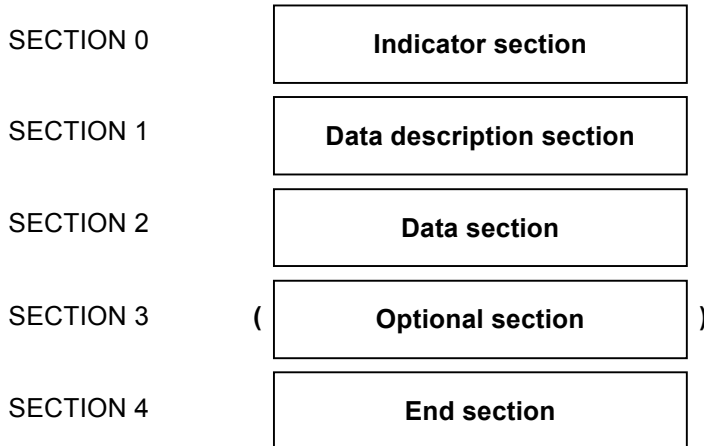 SECTION 0 Indicator section
SECTION 1 Data description section
SECTION 2 Data section
SECTION 3 ( Optional section )
SECTION 4 End section